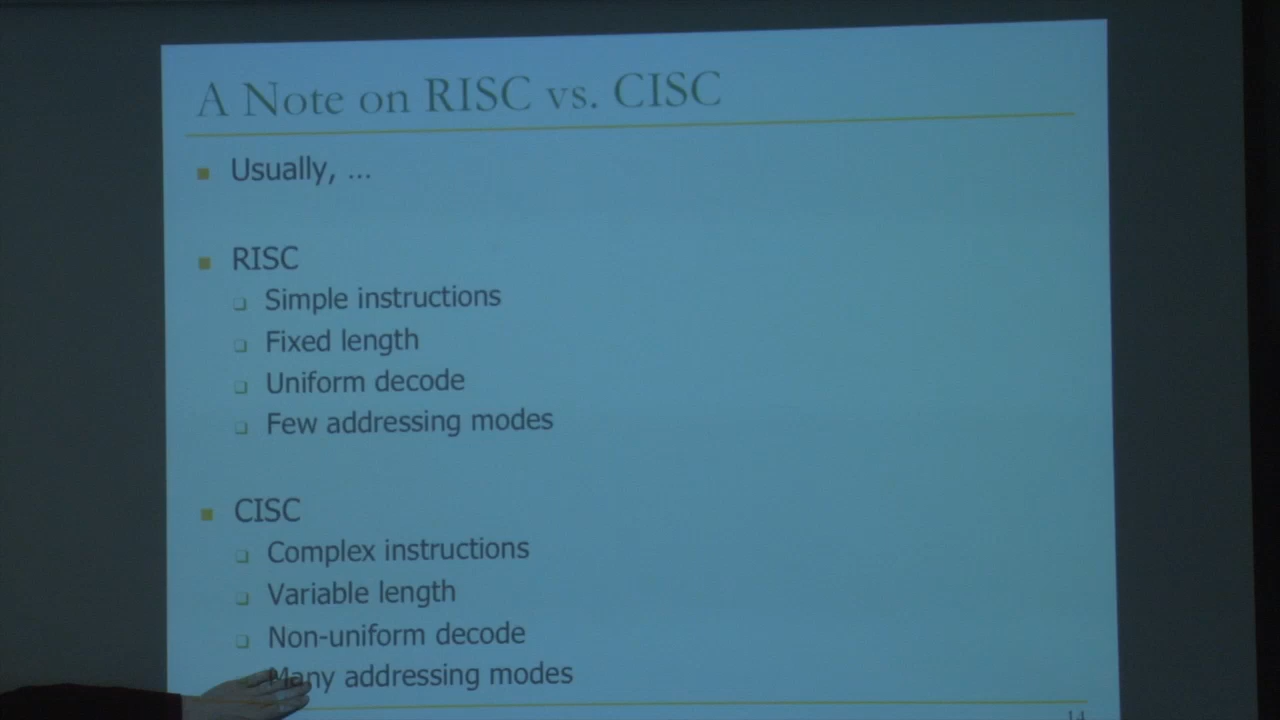 A Note on RISC vs. CISC
Usually, ...
RISC
Simple instructions
Fixed length
Uniform decode
Few addressing modes
CISC
Complex instructions
Variable length
Non-uniform decode
Many addressing modes
14